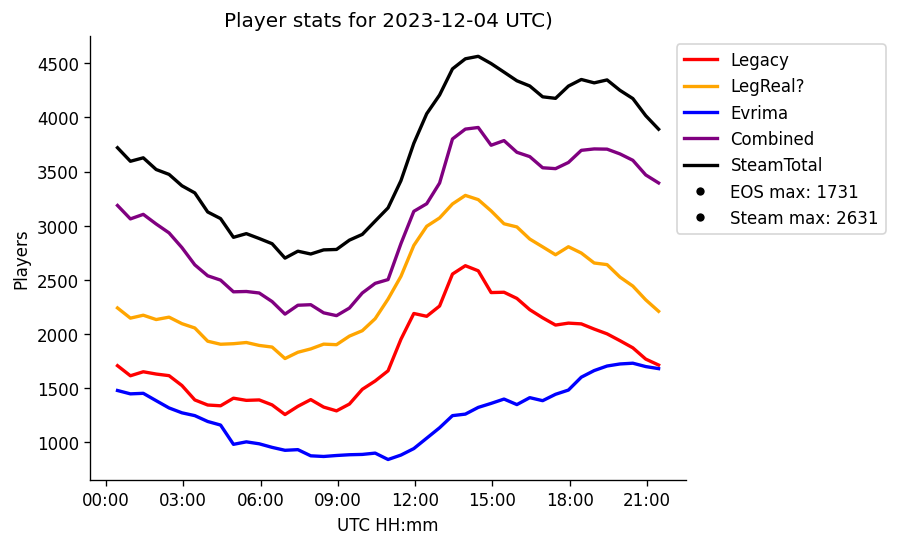 Player stats for 2023-12-04 UTC)
Players
4500
4000
3500
3000
2500
2000
1500
1000
00:00 03:00 06:00 09:00 12:00 15:00 18:00 21:00
UTC HH:mm
Legacy
LegReal?
Evrima
Combined
SteamTotal
EOS max: 1731
Steam max: 2631